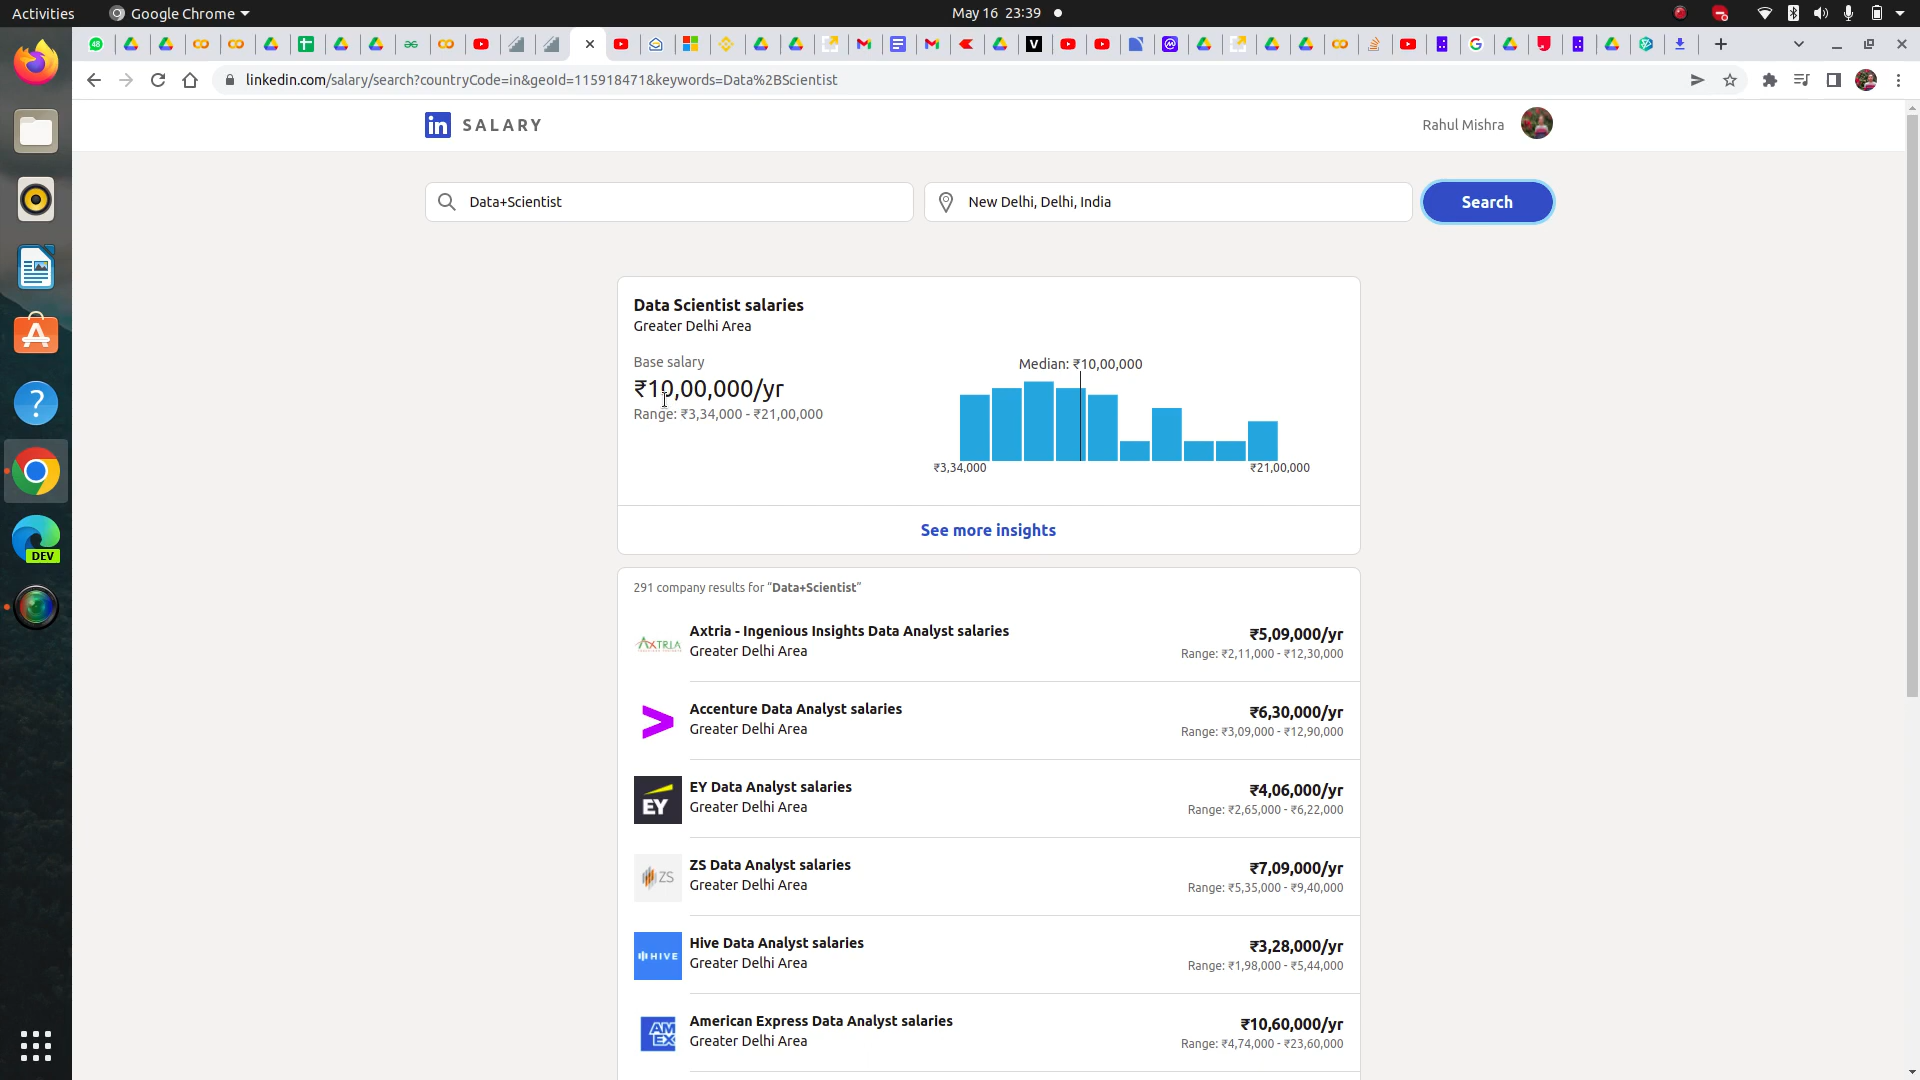 Activities
Google Chrome
May 16 23:39
48
V
G
linkedin.com/salary/search?countryCode=in&geoId=115918471&keywords=Data%2BScientist
in SALARY
Rahul Mishra
Data+Scientist
New Delhi, Delhi, India
Search
Data Scientist salaries
Greater Delhi Area
Base salary
₹10,00,000/yr
Range: ₹3,34,000 - ₹21,00,000
Median: ₹10,00,000
₹3,34,000
₹21,00,000
See more insights
291 company results for “Data+Scientist”
AXTRIA
Axtria - Ingenious Insights Data Analyst salaries
Greater Delhi Area
₹5,09,000/yr
Range: ₹2,11,000 - ₹12,30,000
Accenture Data Analyst salaries
Greater Delhi Area
₹6,30,000/yr
Range: ₹3,09,000 - ₹12,90,000
EY
EY Data Analyst salaries
Greater Delhi Area
₹4,06,000/yr
Range: ₹2,65,000 - ₹6,22,000
ZS
ZS Data Analyst salaries
Greater Delhi Area
₹7,09,000/yr
Range: ₹5,35,000 - ₹9,40,000
HIVE
Hive Data Analyst salaries
Greater Delhi Area
₹3,28,000/yr
Range: ₹1,98,000 - ₹5,44,000
AM
EX
American Express Data Analyst salaries
Greater Delhi Area
₹10,60,000/yr
Range: ₹4,74,000 - ₹23,60,000
?
A
DEV